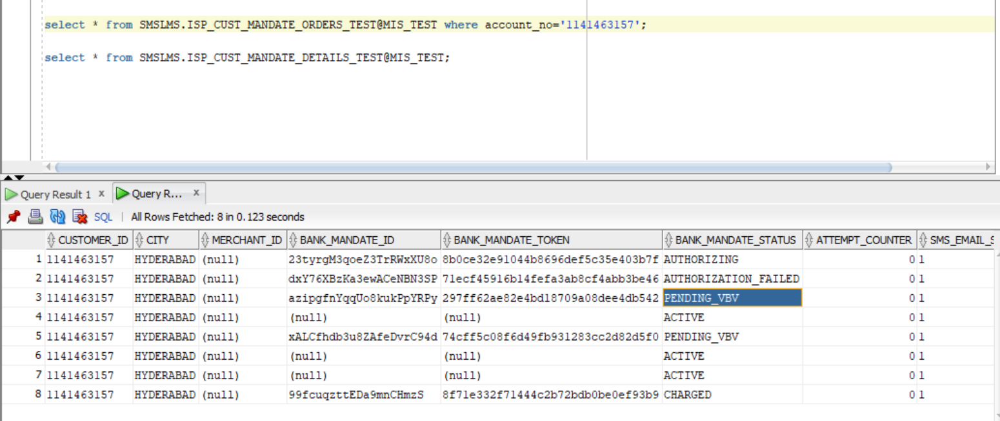 select * from SMSLMS.ISP_CUST_MANDATE_ORDERS_TEST@MIS_TEST where account_no='1141463157';
select * from SMSLMS.ISP_CUST_MANDATE_DETAILS_TEST@MIS_TEST;
Query Result 1 x Query R... x
SQL | All Rows Fetched: 8 in 0.123 seconds
CUSTOMER_ID CITY MERCHANT_ID BANK_MANDATE_ID BANK_MANDATE_TOKEN BANK_MANDATE_STATUS ATTEMPT_COUNTER SMS_EMAIL_S
1 1141463157 HYDERABAD (null) 23tyrgM3qoeZ3TrRWxXU8o 8b0ce32e91044b8696def5c35e403b7f AUTHORIZING 0 1
2 1141463157 HYDERABAD (null) dxY76XBzKa3ewACeNBN3SP 71ecf45916b14fefa3ab8cf4abb3be46 AUTHORIZATION_FAILED 0 1
3 1141463157 HYDERABAD (null) azipgfnYqqUo8kukPpYRPy 297ff62ae82e4bd18709a08dee4db542 PENDING_VBV 0 1
4 1141463157 HYDERABAD (null) (null) (null) ACTIVE 0 1
5 1141463157 HYDERABAD (null) xALCfhdb3u8ZAfeDvrC94d 74cff5c08f6d49fb931283cc2d82d5f0 PENDING_VBV 0 1
6 1141463157 HYDERABAD (null) (null) (null) ACTIVE 0 1
7 1141463157 HYDERABAD (null) (null) (null) ACTIVE 0 1
8 1141463157 HYDERABAD (null) 99fcuqzttEDa9mnCHmzS 8f71e332f71444c2b72bdb0be0ef93b9 CHARGED 0 1